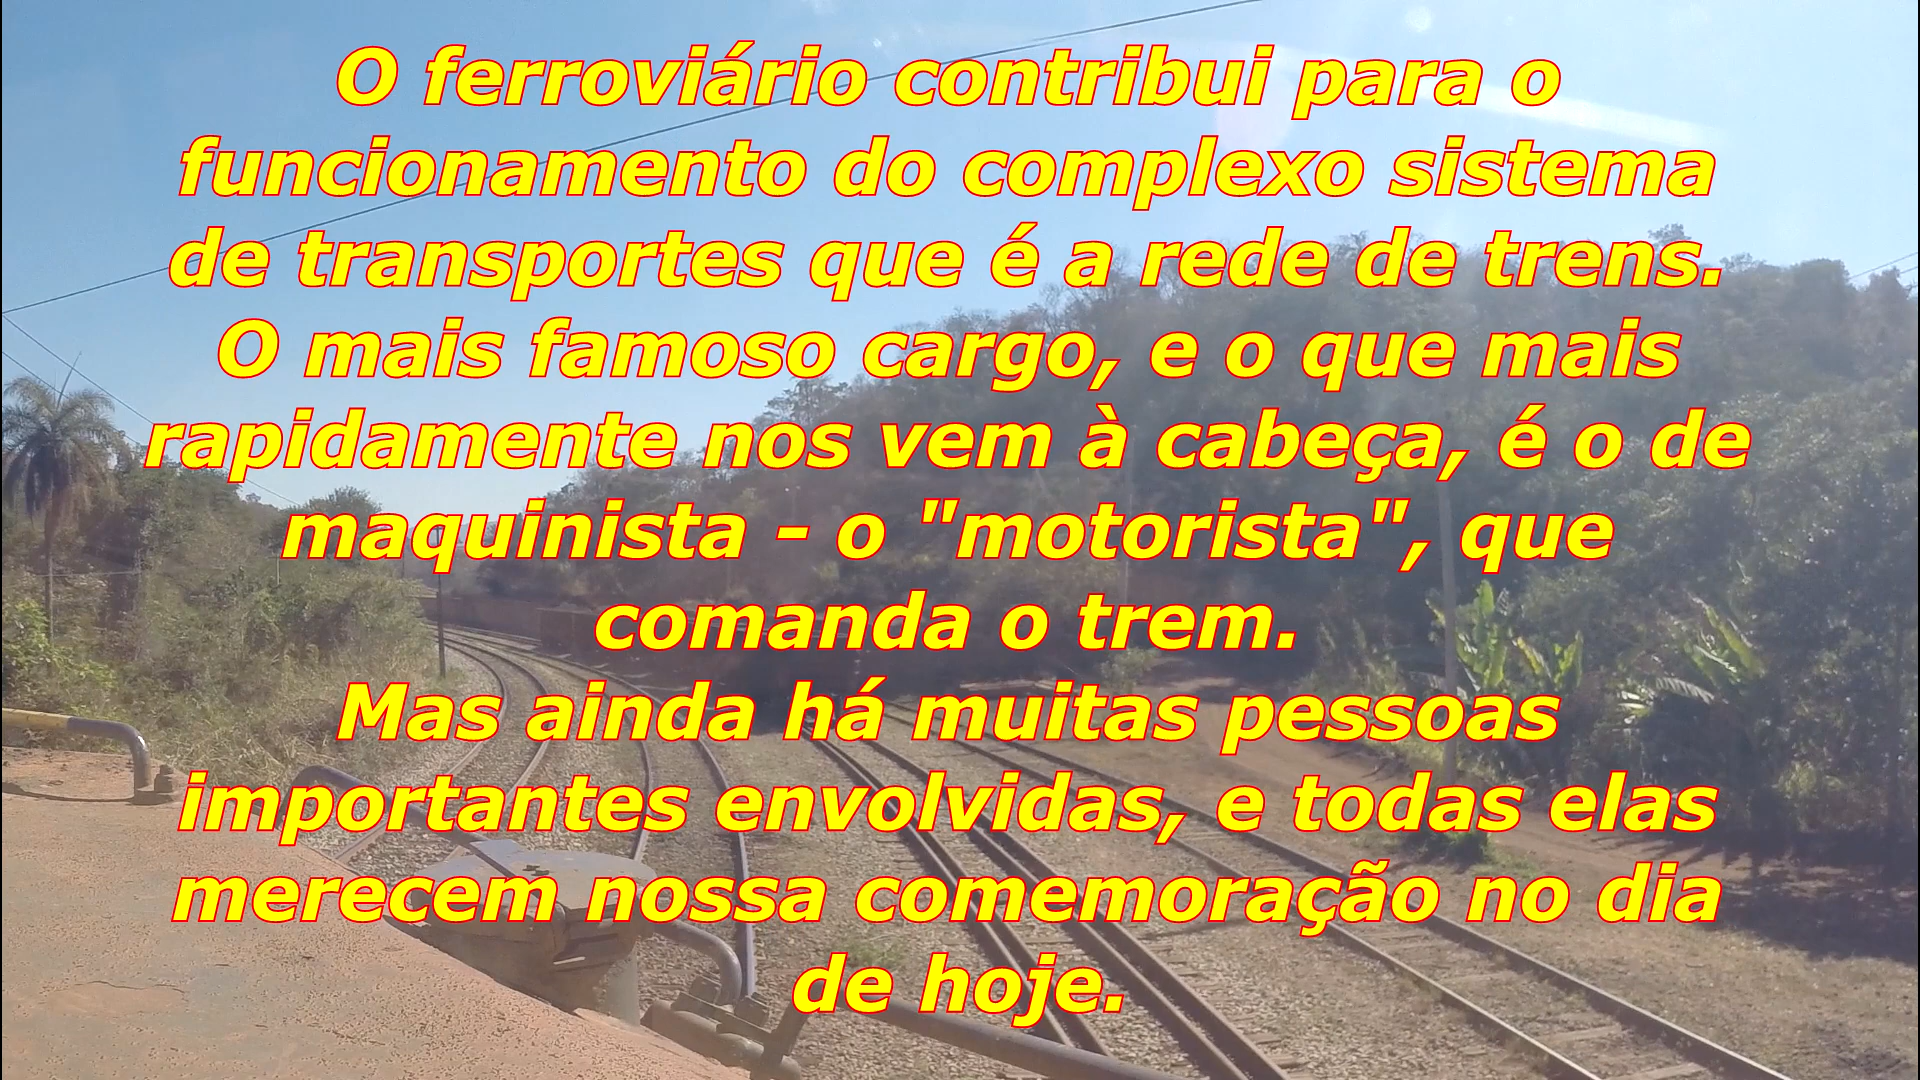 O ferroviário contribui para o
funcionamento do complexo sistema
de transportes que é a rede de trens.
O mais famoso cargo, e o que mais
rapidamente nos vem à cabeça, é o de
maquinista - o "motorista", que
comanda o trem.
Mas ainda há muitas pessoas
importantes envolvidas, e todas elas
merecem nossa comemoração no dia
de hoje.